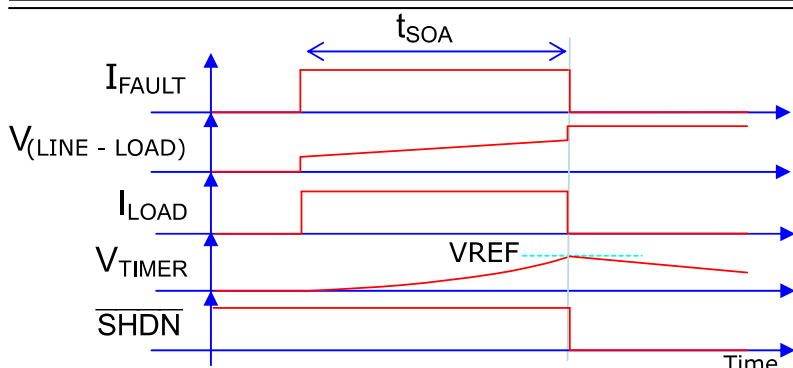 tSOA
IFAULT
V(LINE - LOAD)
ILOAD
VTIMER
VREF
SHDN
Time